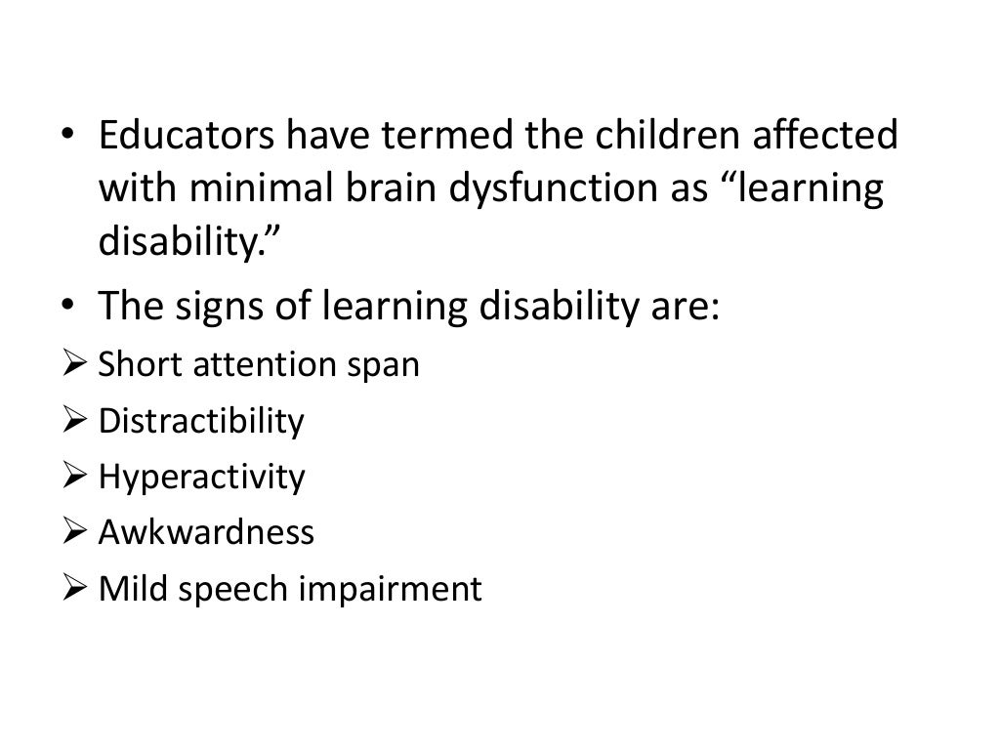 • Educators have termed the children affected
with minimal brain dysfunction as “learning
disability.”
• The signs of learning disability are:
➢ Short attention span
➢ Distractibility
➢ Hyperactivity
➢ Awkwardness
➢ Mild speech impairment